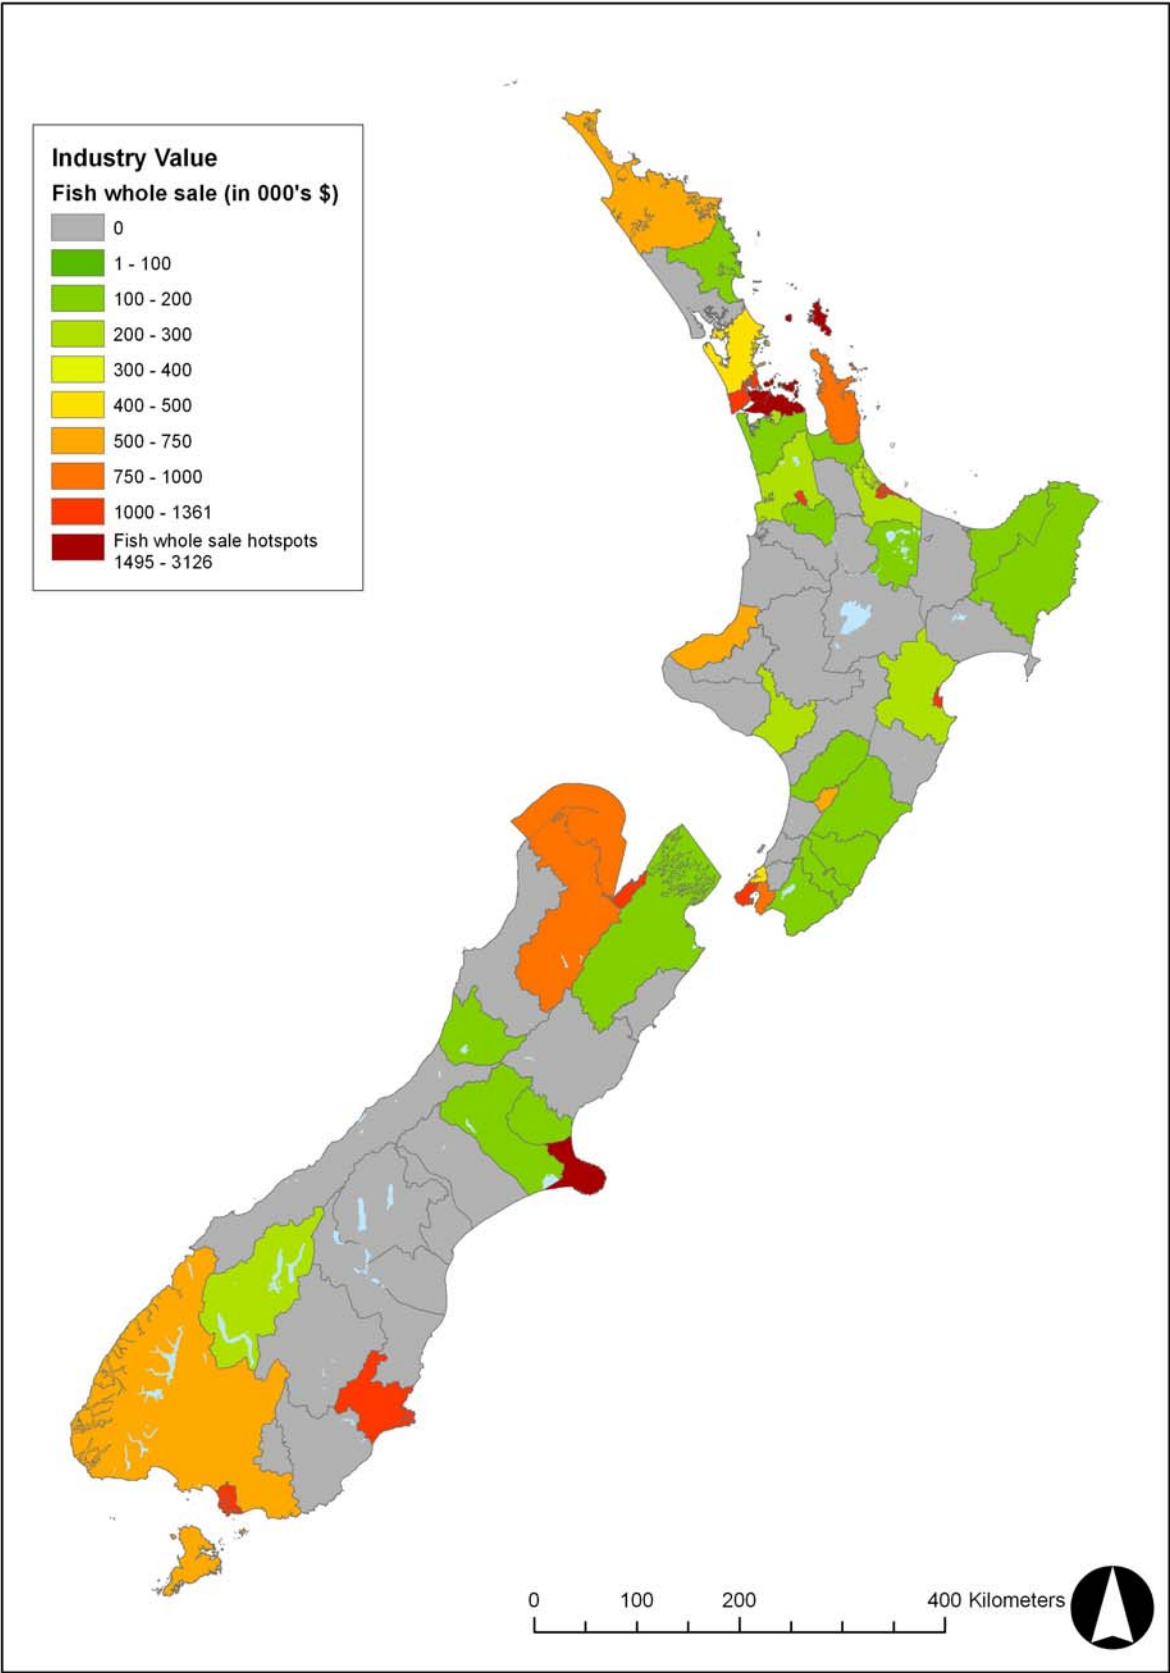 Industry Value
Fish whole sale (in 000's $)
0
1 - 100
100 - 200
200 - 300
300 - 400
400 - 500
500 - 750
750 - 1000
1000 - 1361
Fish whole sale hotspots
1495 - 3126
0 100 200 400 Kilometers